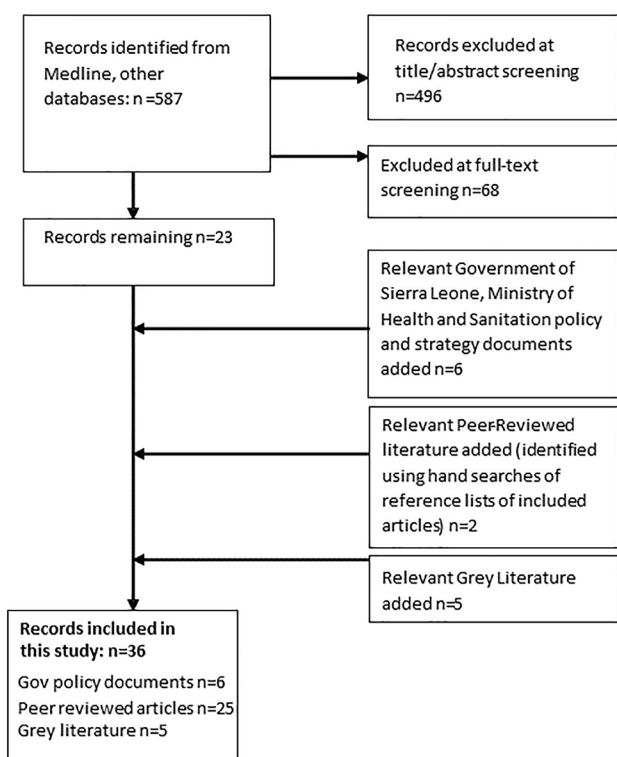 Records identified from
Medline, other
databases: n =587
Records excluded at
title/abstract screening
n=496
Excluded at full-text
screening n=68
Records remaining n=23
Relevant Government of
Sierra Leone, Ministry of
Health and Sanitation policy
and strategy documents
added n=6
Relevant Peer-Reviewed
literature added (identified
using hand searches of
reference lists of included
articles) n=2
Relevant Grey Literature
added n=5
Records included in
this study: n=36
Gov policy documents n=6
Peer reviewed articles n=25
Grey literature n=5